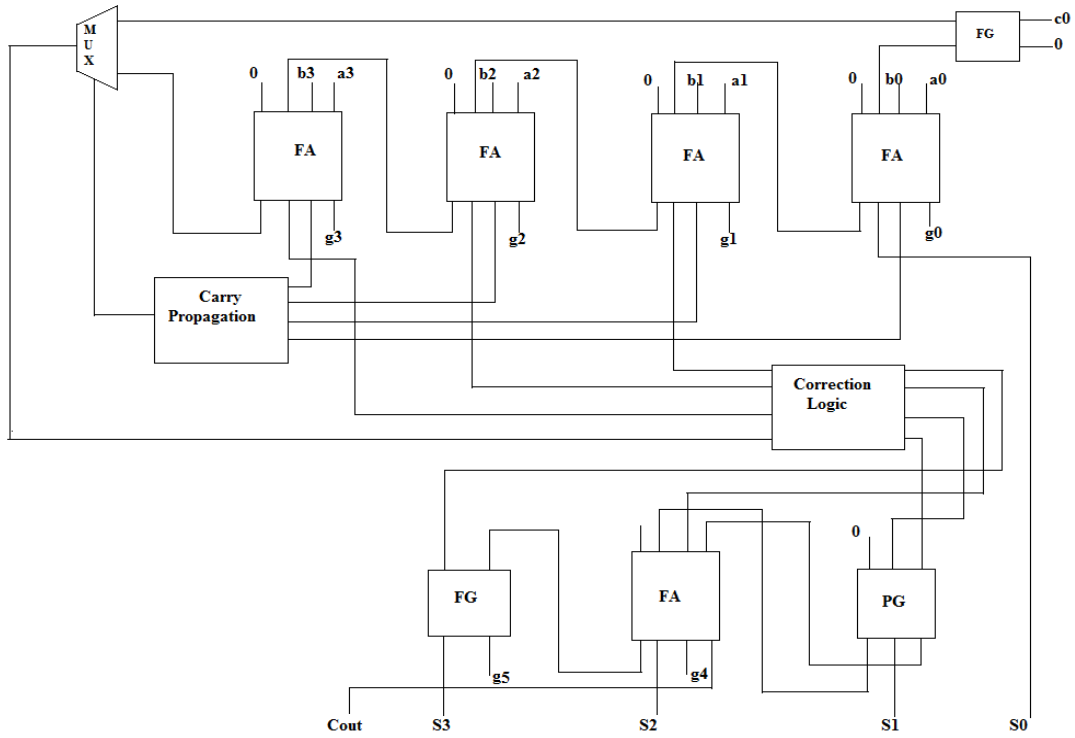 M
U
X
FG
c0
0
0
b3
a3
0
b2
a2
0
b1
a1
0
b0
a0
FA
FA
FA
FA
g3
g2
g1
g0
Carry
Propagation
Correction
Logic
0
FG
FA
PG
g5
g4
Cout
S3
S2
S1
S0